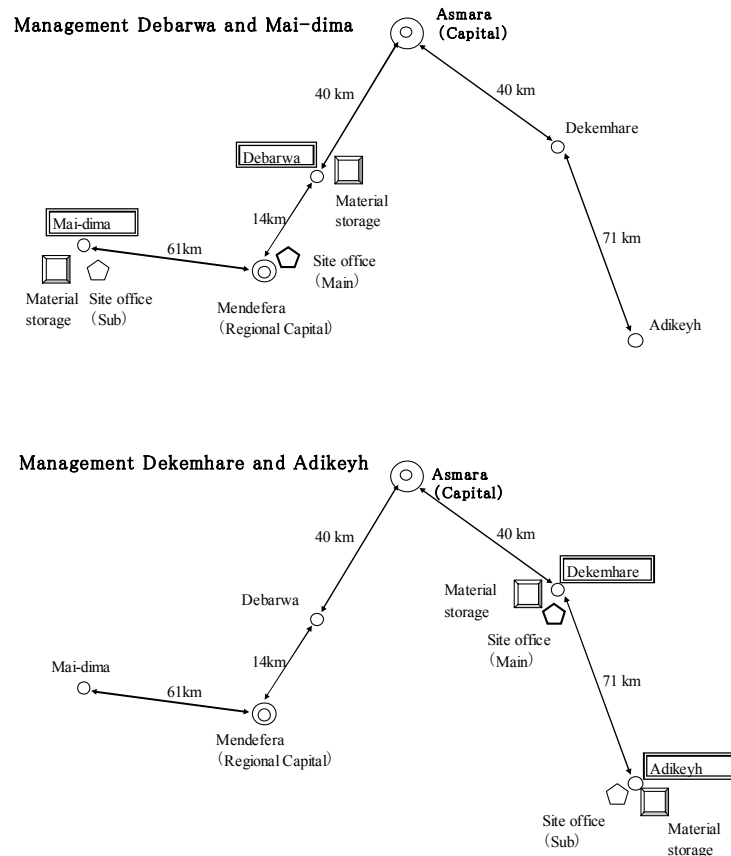 Management Debarwa and Mai-dima
Asmara
(Capital)
40 km
40 km
Dekemhare
Debarwa
Material
storage
14km
Mai-dima
61km
71 km
Site office
(Main)
Material
storage
Site office
(Sub)
Mendefera
(Regional Capital)
Adikeyh
Management Dekemhare and Adikeyh
Asmara
(Capital)
40 km
40 km
Dekemhare
Material
storage
Debarwa
Site office
(Main)
14km
Mai-dima
61km
71 km
Mendefera
(Regional Capital)
Adikeyh
Site office
(Sub)
Material
storage